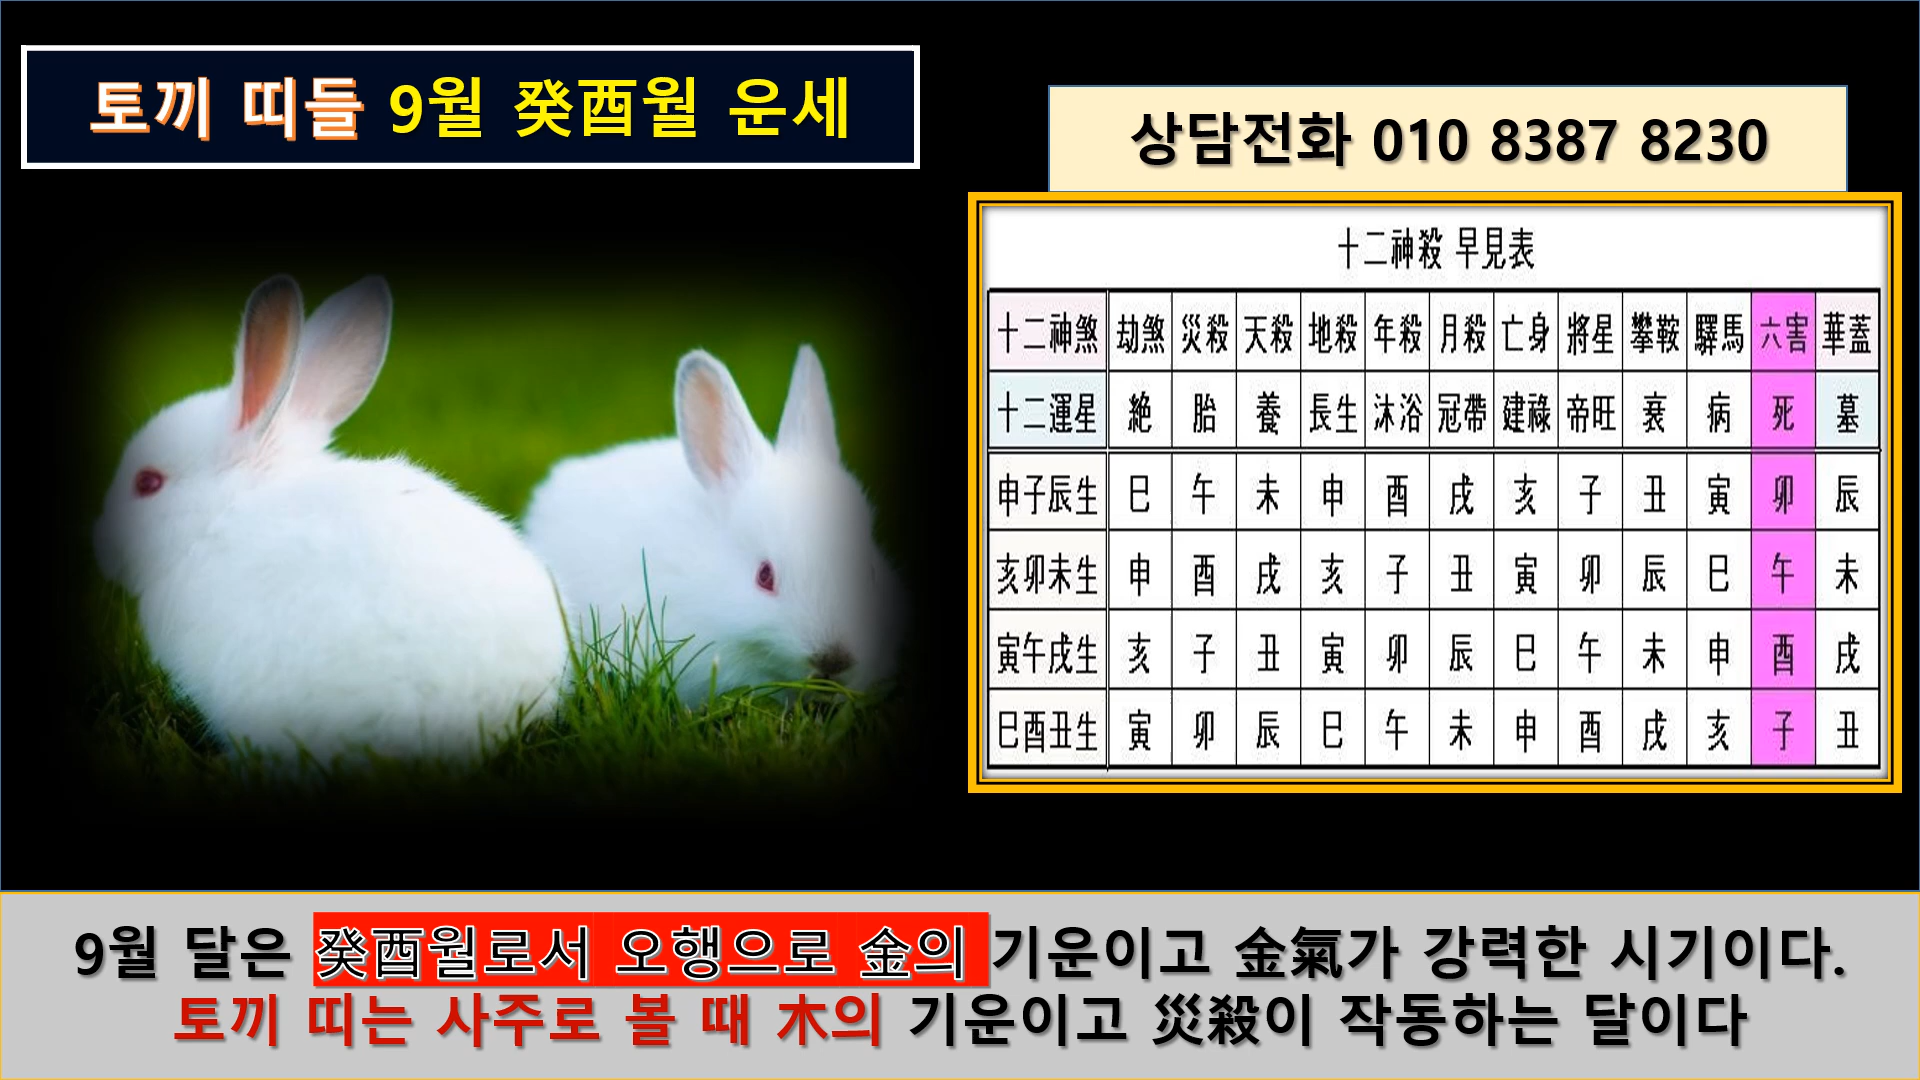 토끼 띠들 9월 癸酉월 운세
상담전화 010 8387 8230
十二神殺 早見表
十二神煞 劫煞 災殺 天殺 地殺 年殺 月殺 亡身 將星 攀鞍 驛馬 六害 華蓋
十二運星 絶 胎 養 長生 沐浴 冠帶 建祿 帝旺 衰 病 死 墓
申子辰生 巳 午 未 申 酉 戌 亥 子 丑 寅 卯 辰
亥卯未生 申 酉 戌 亥 子 丑 寅 卯 辰 巳 午 未
寅午戌生 亥 子 丑 寅 卯 辰 巳 午 未 申 酉 戌
巳酉丑生 寅 卯 辰 巳 午 未 申 酉 戌 亥 子 丑
9월 달은 癸酉월로서 오행으로 金의 기운이고 金氣가 강력한 시기이다.
토끼 띠는 사주로 볼 때 木의 기운이고 災殺이 작동하는 달이다